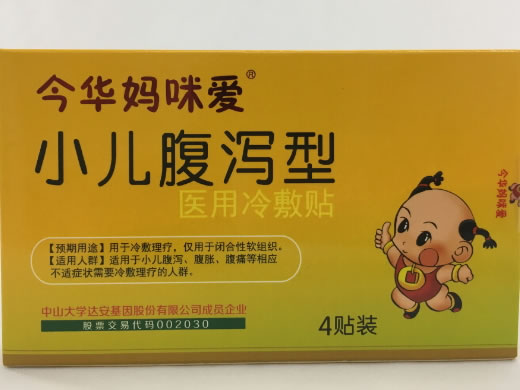 今华妈咪爱®
小儿腹泻型
医用冷敷贴
【预期用途】用于冷敷理疗，仅用于闭合性软组织。
【适用人群】适用于小儿腹泻、腹胀、腹痛等相应
不适症状需要冷敷理疗的人群。
中山大学达安基因股份有限公司成员企业
股票交易代码002030
4贴装
今华妈咪爱